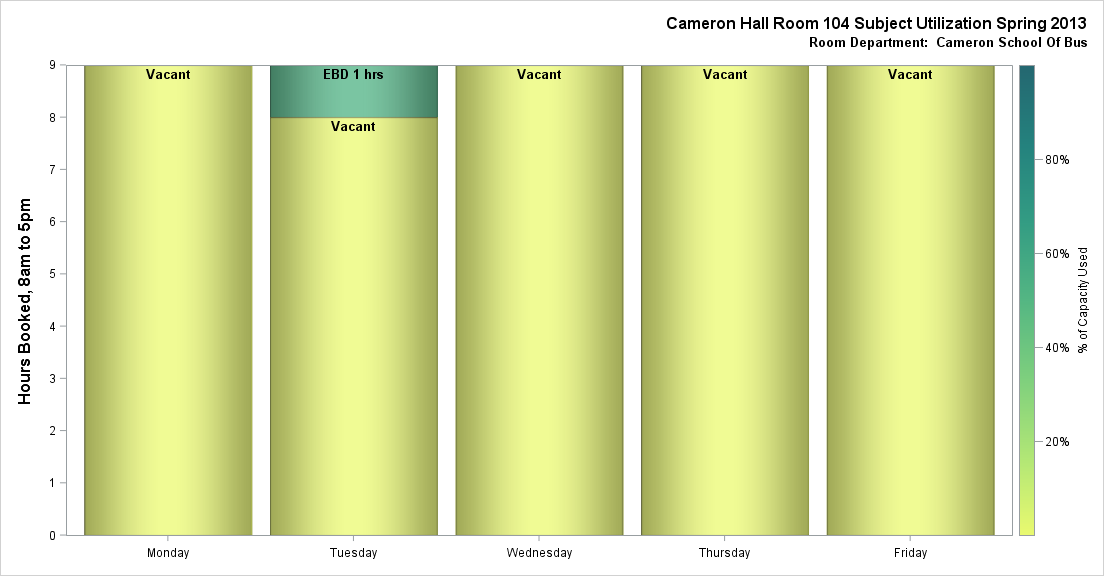 Cameron Hall Room 104 Subject Utilization Spring 2013
Room Department:  Cameron School Of Bus
Hours Booked, 8am to 5pm
9
8
7
6
5
4
3
2
1
0
Vacant
EBD 1 hrs
Vacant
Vacant
Vacant
Vacant
Monday
Tuesday
Wednesday
Thursday
Friday
80%
60%
40%
20%
% of Capacity Used